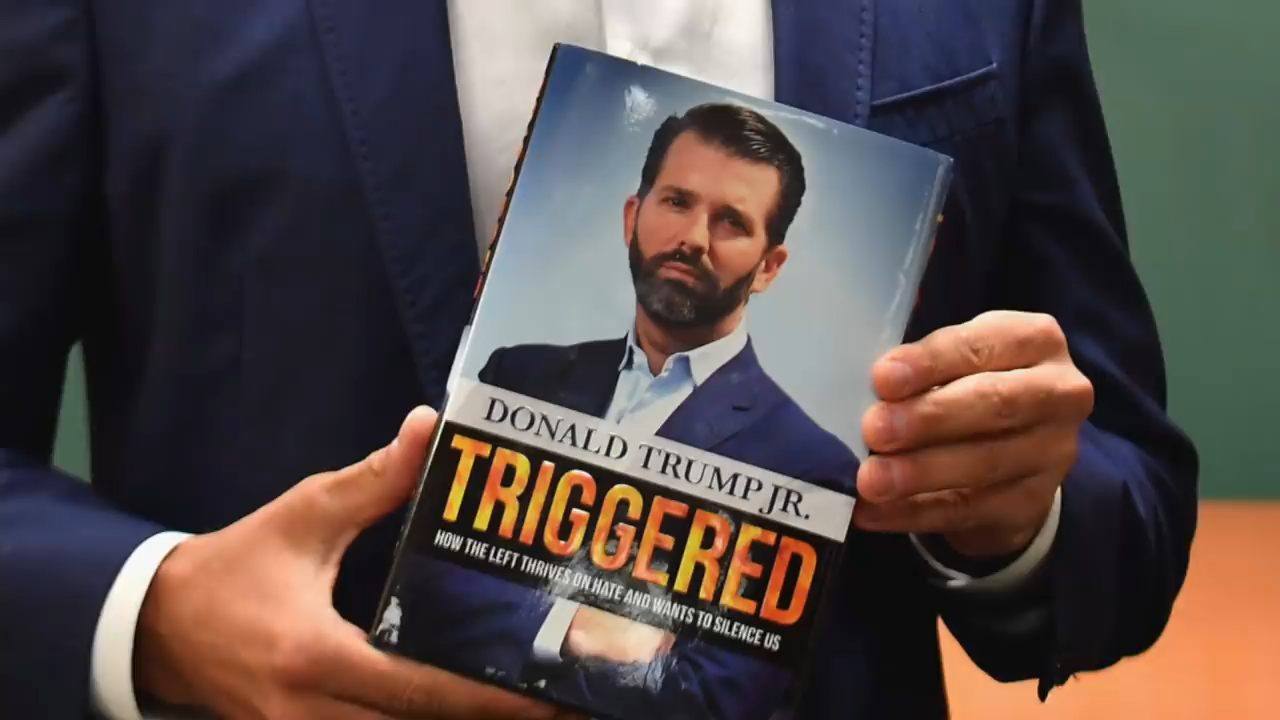 DONALD TRUMP JR.
TRIGGERED
HOW THE LEFT THRIVES ON HATE AND WANTS TO SILENCE US